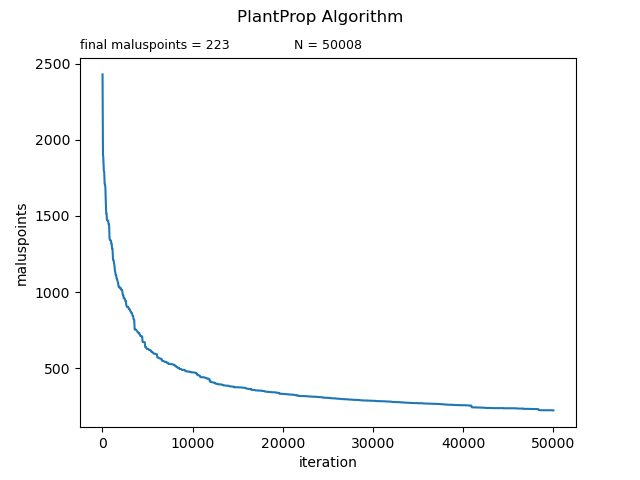 PlantProp Algorithm
final maluspoints = 223 N = 50008
2500
2000
1500
1000
500
maluspoints
0 10000 20000 30000 40000 50000
iteration